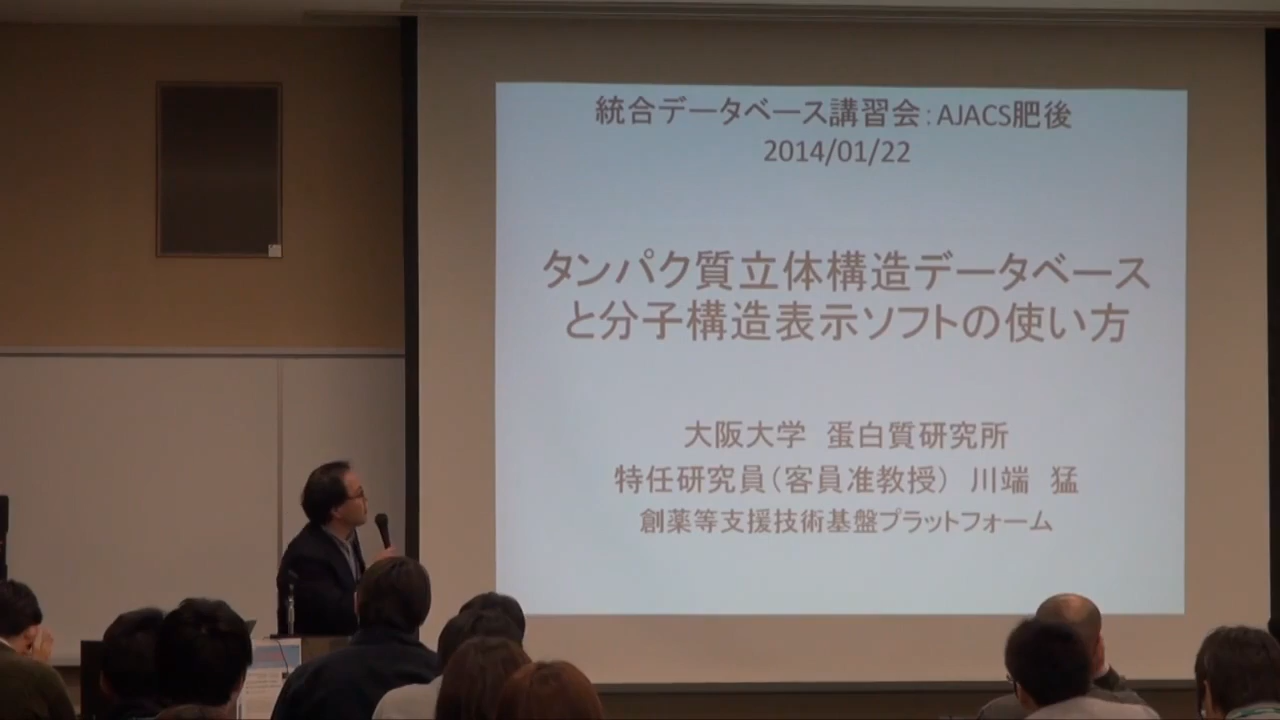 統合データベース講習会：AJACS肥後
2014/01/22
タンパク質立体構造データベース
と分子構造表示ソフトの使い方
大阪大学　蛋白質研究所
特任研究員（客員准教授）　川端　猛
創薬等支援技術基盤プラットフォーム